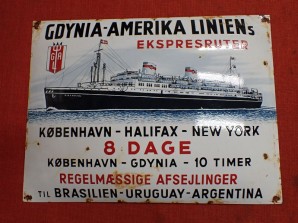 GDYNIA-AMERIKA LINIENs
EKSPRESRUTER
GAL
KØBENHAVN - HALIFAX - NEW YORK
8 DAGE
KØBENHAVN - GDYNIA - 10 TIMER
REGELMÆSSIGE AFSEJLINGER
TIL BRASILIEN-URUGUAY-ARGENTINA